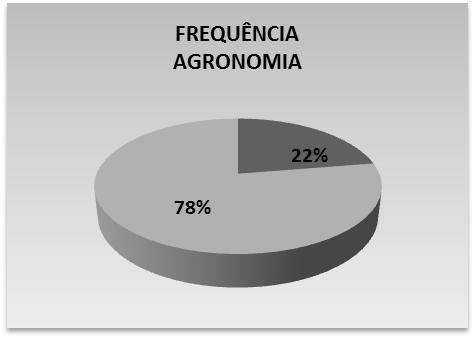 FREQUÊNCIA
AGRONOMIA
22%
78%